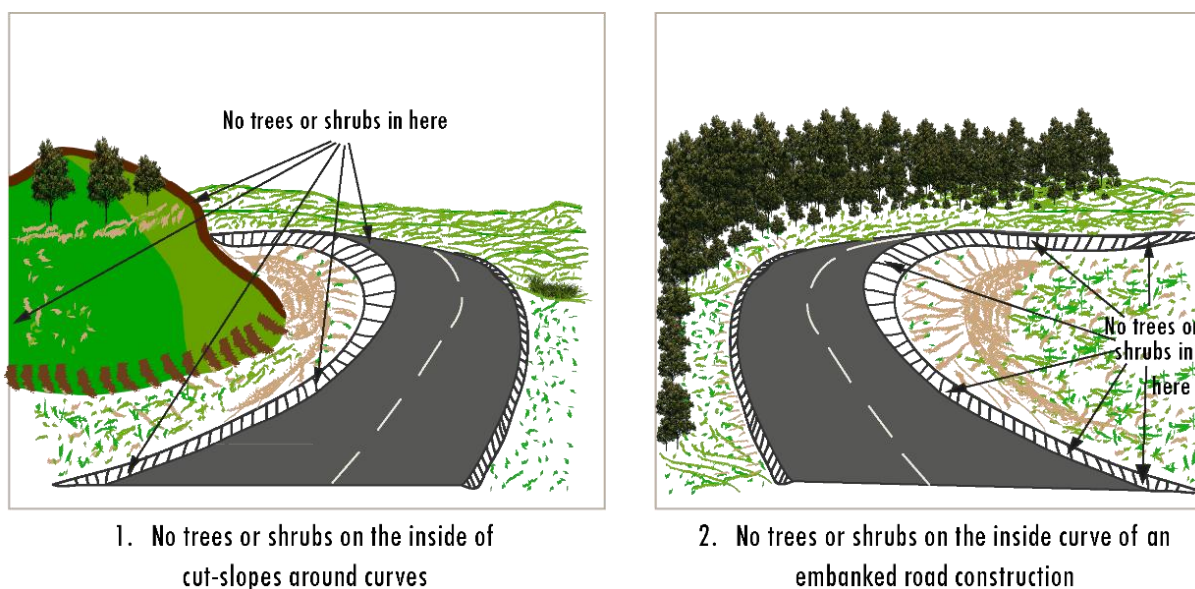 No trees or shrubs in here
No trees or
shrubs in
here
1. No trees or shrubs on the inside of
cut-slopes around curves
2. No trees or shrubs on the inside curve of an
embanked road construction